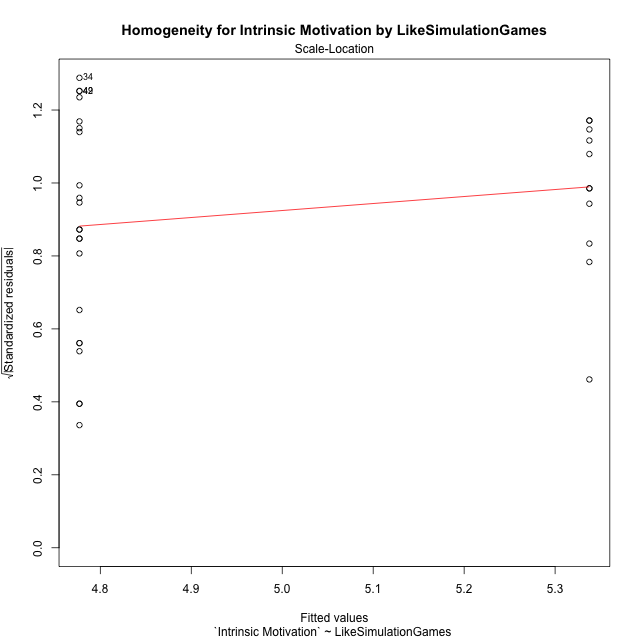 Homogeneity for Intrinsic Motivation by LikeSimulationGames
Scale-Location
√|Standardized residuals|
1.2
1.0
0.8
0.6
0.4
0.2
0.0
34
4.8 4.9 5.0 5.1 5.2 5.3
Fitted values
`Intrinsic Motivation` ~ LikeSimulationGames